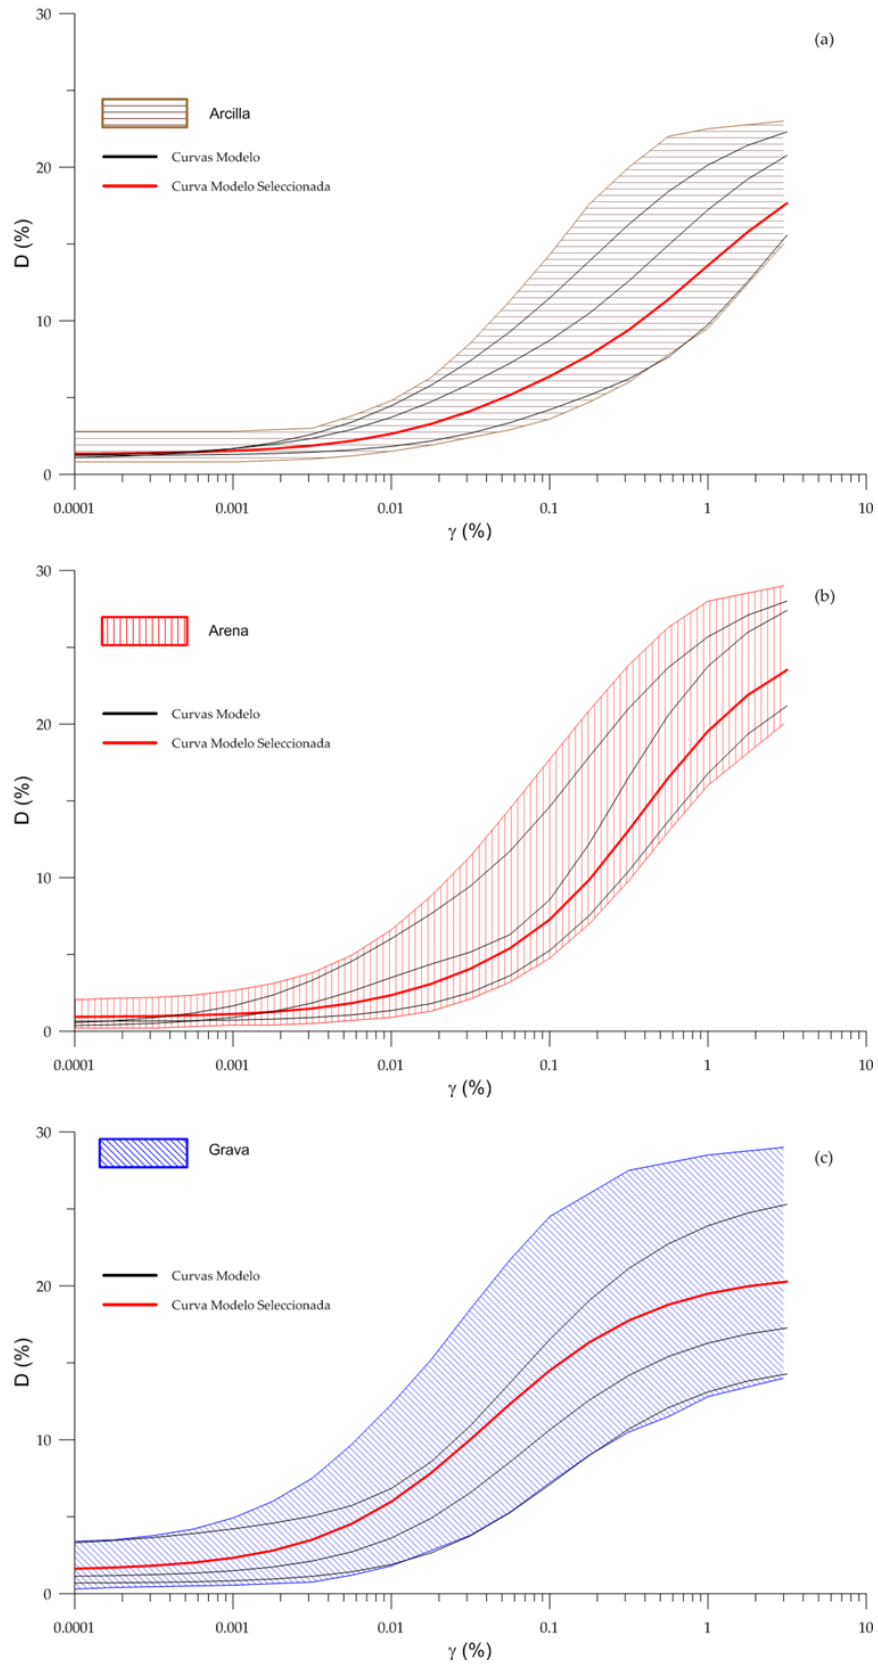 30
(a)
Arcilla
Curvas Modelo
20
Curva Modelo Seleccionada
D (%)
10
0
0.0001 0.001 0.01 0.1 1 10
γ (%)
30
(b)
Arena
Curvas Modelo
20
Curva Modelo Seleccionada
D (%)
10
0
0.0001 0.001 0.01 0.1 1 10
γ (%)
30
Grava
(c)
Curvas Modelo
20
Curva Modelo Seleccionada
D (%)
10
0
0.0001 0.001 0.01 0.1 1 10
γ (%)